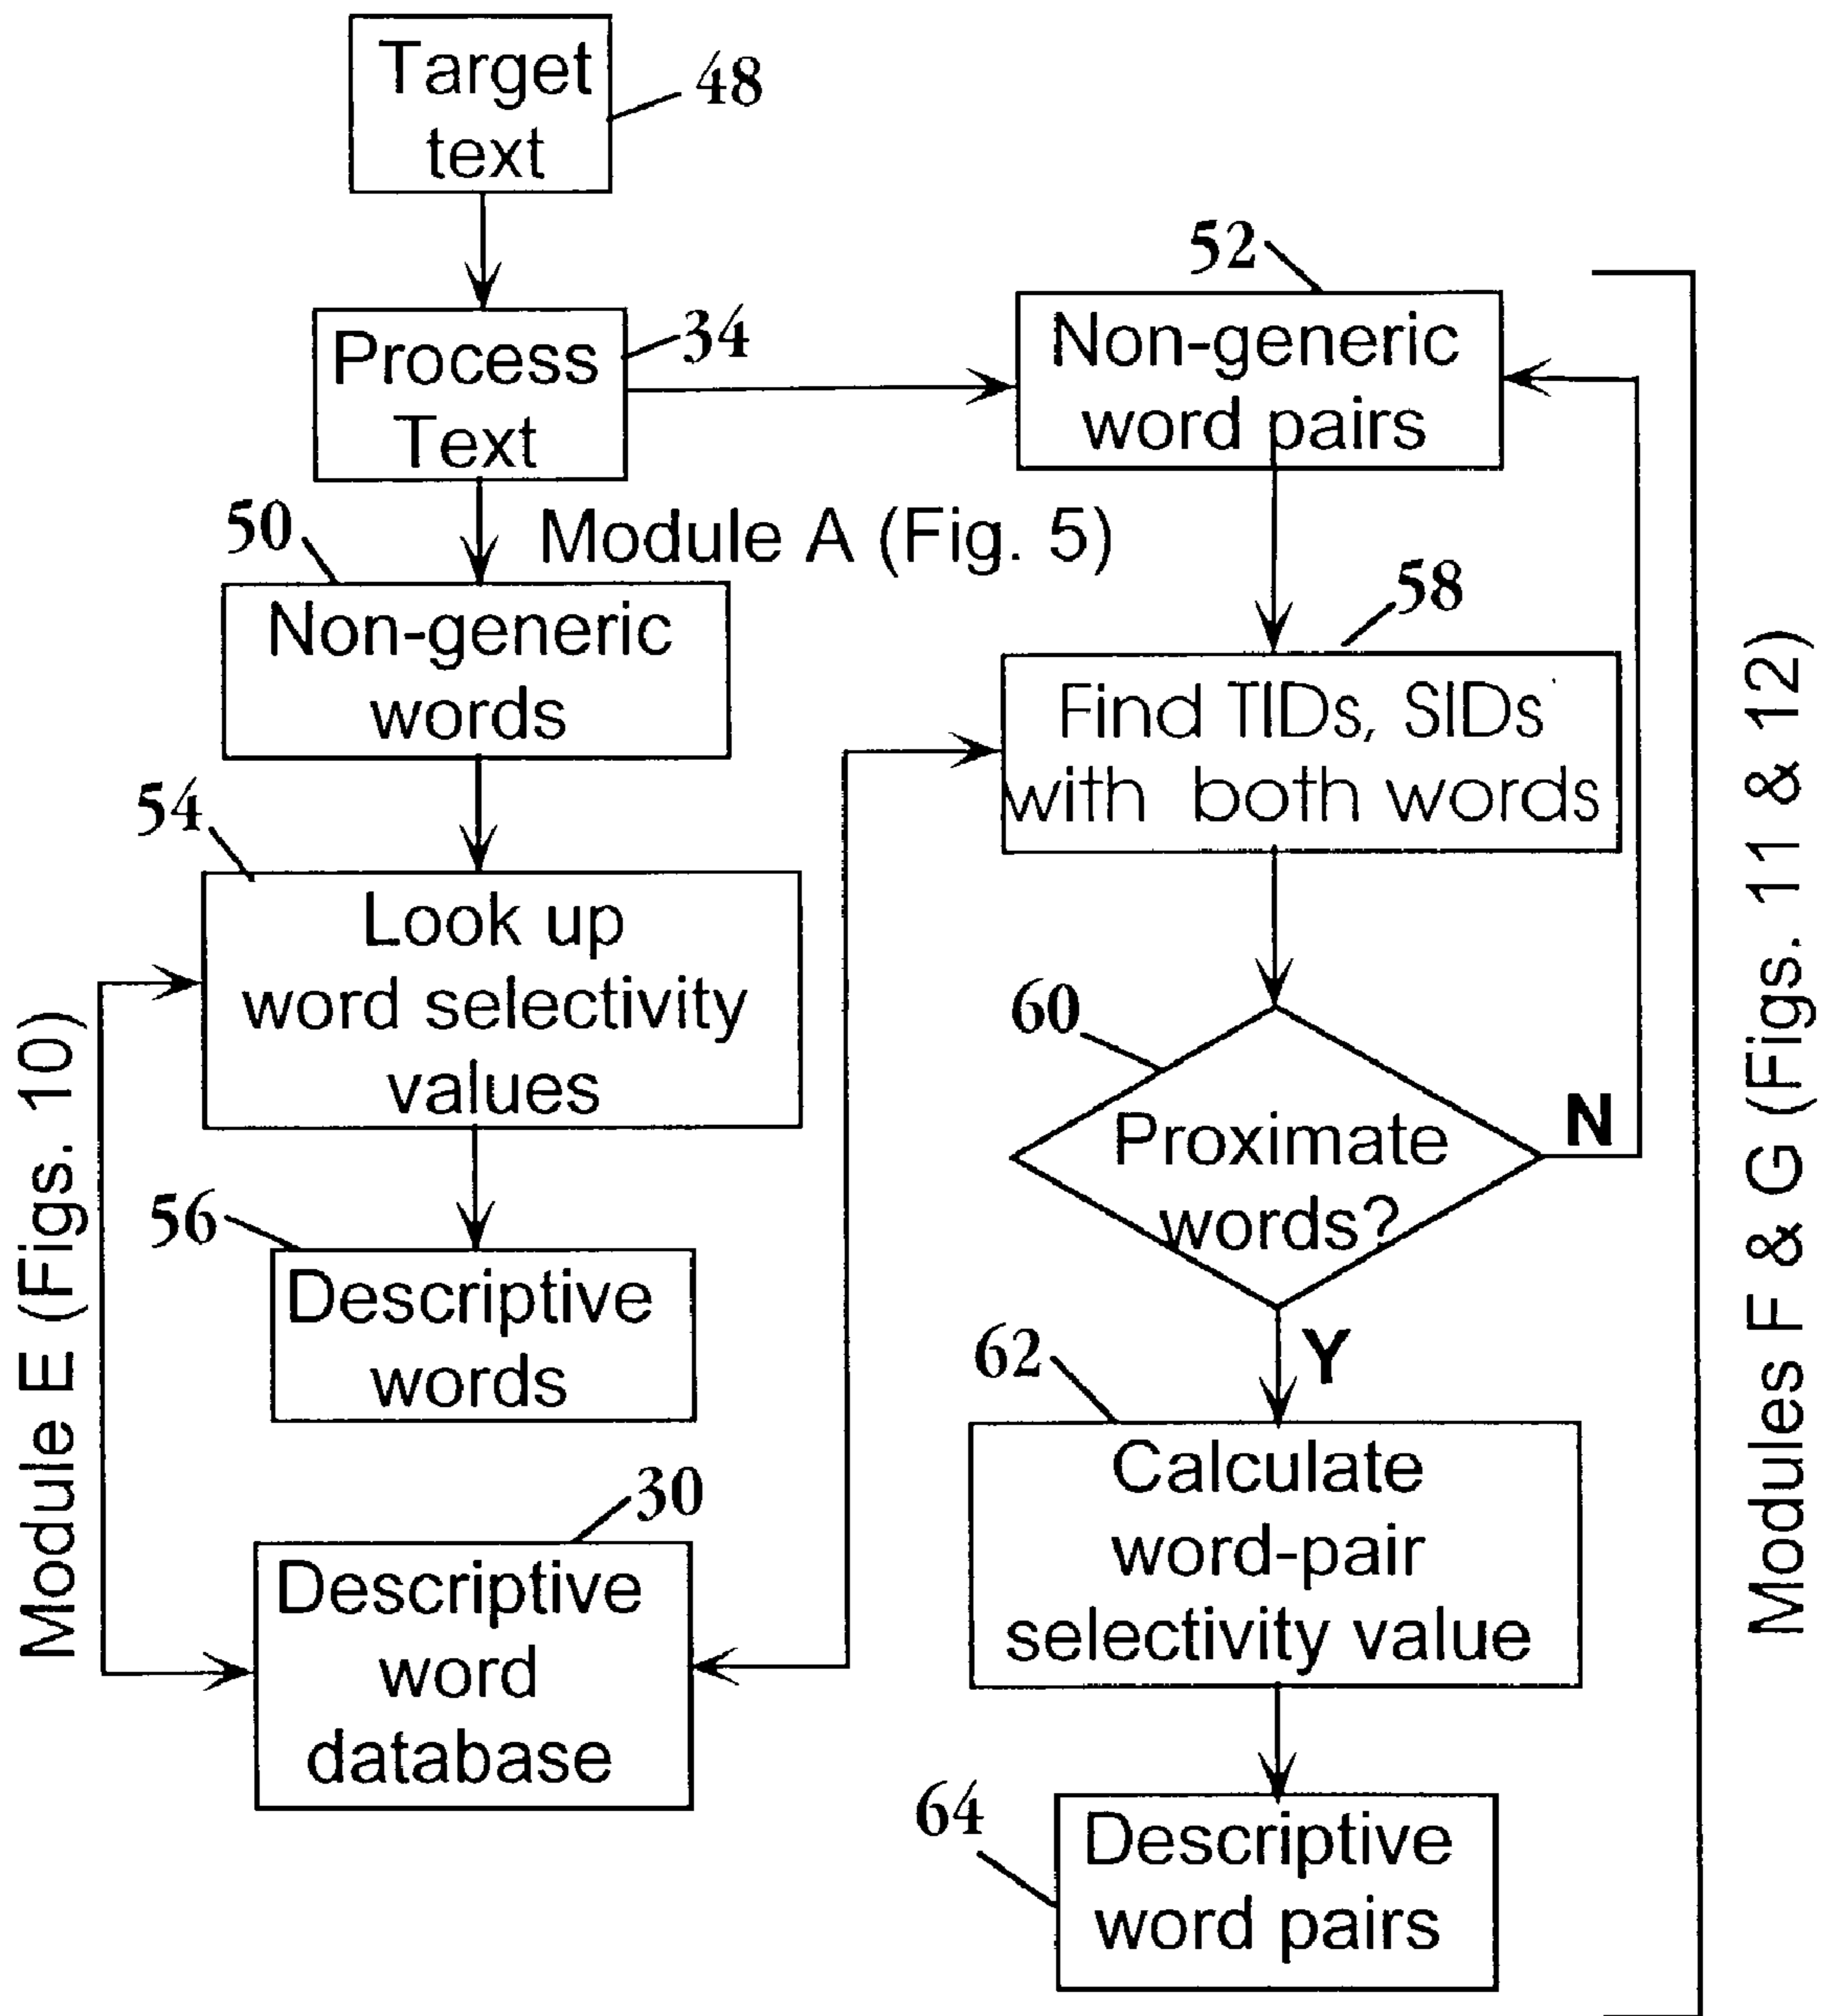 Target
text
48
Process
Text
34
52
Non-generic
word pairs
50
Module A (Fig. 5)
Non-generic
words
58
Find TIDs, SIDs
with both words
54
Look up
word selectivity
values
60
Proximate
words?
N
Y
56
Descriptive
words
62
Calculate
word-pair
selectivity value
30
Descriptive
word
database
64
Descriptive
word pairs
Module E (Figs. 10)
Modules F & G (Figs. 11 & 12)